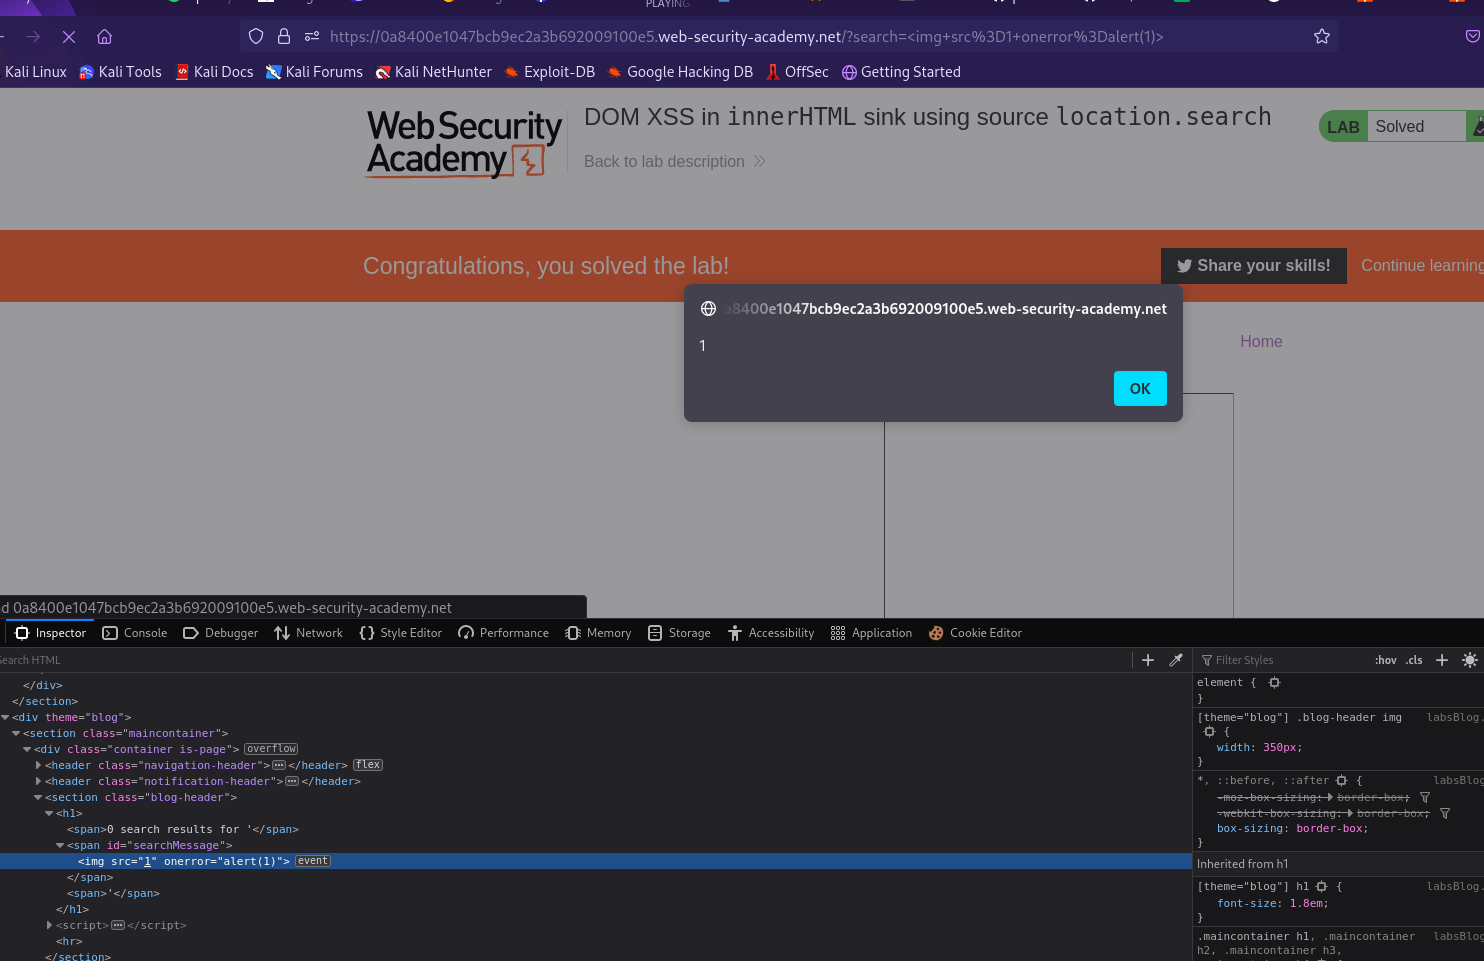 PLAYING
https://0a8400e1047bcb9ec2a3b692009100e5.web-security-academy.net/?search=<img+src%3D1+onerror%3Dalert(1)>
Kali Linux Kali Tools Kali Docs Kali Forums Kali NetHunter Exploit-DB Google Hacking DB OffSec Getting Started
Web Security
Academy
DOM XSS in innerHTML sink using source location.search
Back to lab description
LAB Solved
Congratulations, you solved the lab!
Share your skills! Continue learning
a8400e1047bcb9ec2a3b692009100e5.web-security-academy.net
1
OK
Home
d 0a8400e1047bcb9ec2a3b692009100e5.web-security-academy.net
Inspector Console Debugger Network Style Editor Performance Memory Storage Accessibility Application Cookie Editor
Search HTML
</div>
</section>
<div theme="blog">
<section class="maincontainer">
<div class="container is-page"> overflow
<header class="navigation-header"> </header> flex
<header class="notification-header"> </header>
<section class="blog-header">
<h1>
<span>0 search results for '</span>
<span id="searchMessage">
<img src="1" onerror="alert(1)"> event
</span>
<span>'</span>
</h1>
<script> </script>
<hr>
</section>
Filter Styles :hov .cls
element {
}
[theme="blog"] .blog-header img labsBlog.
{
width: 350px;
}
*, ::before, ::after { labsBlog
-moz-box-sizing: border-box;
-webkit-box-sizing: border-box;
box-sizing: border-box;
}
Inherited from h1
[theme="blog"] h1 { labsBlog.
font-size: 1.8em;
}
.maincontainer h1, .maincontainer labsBlog
h2, .maincontainer h3,